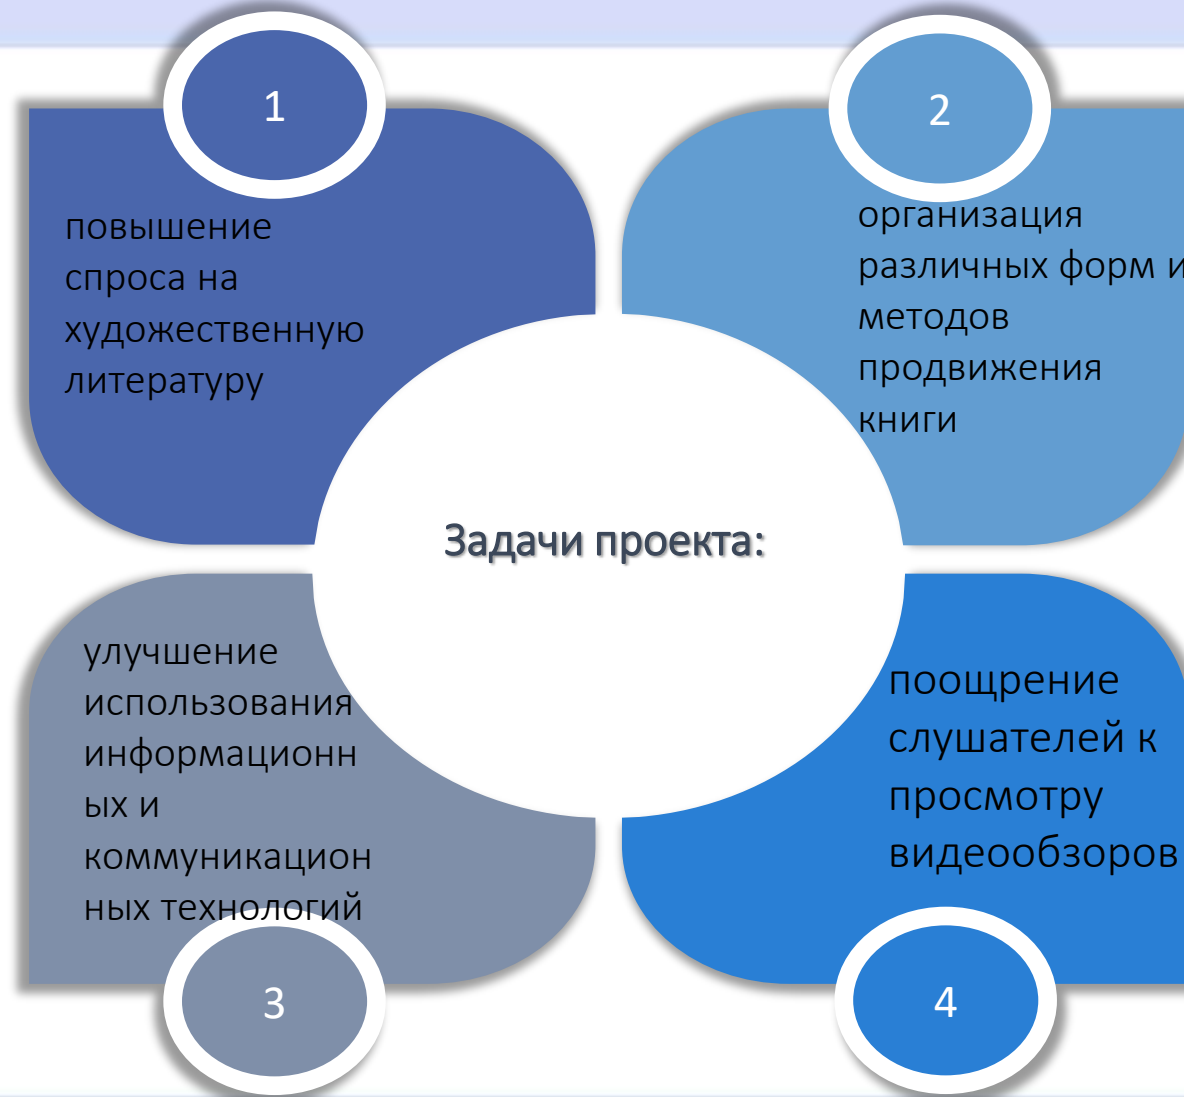 1
повышение
спроса на
художественную
литературу
2
организация
различных форм и
методов
продвижения
книги
Задачи проекта:
улучшение
использования
информационн
ых и
коммуникацион
ных технологий
3
поощрение
слушателей к
просмотру
видеообзоров
4